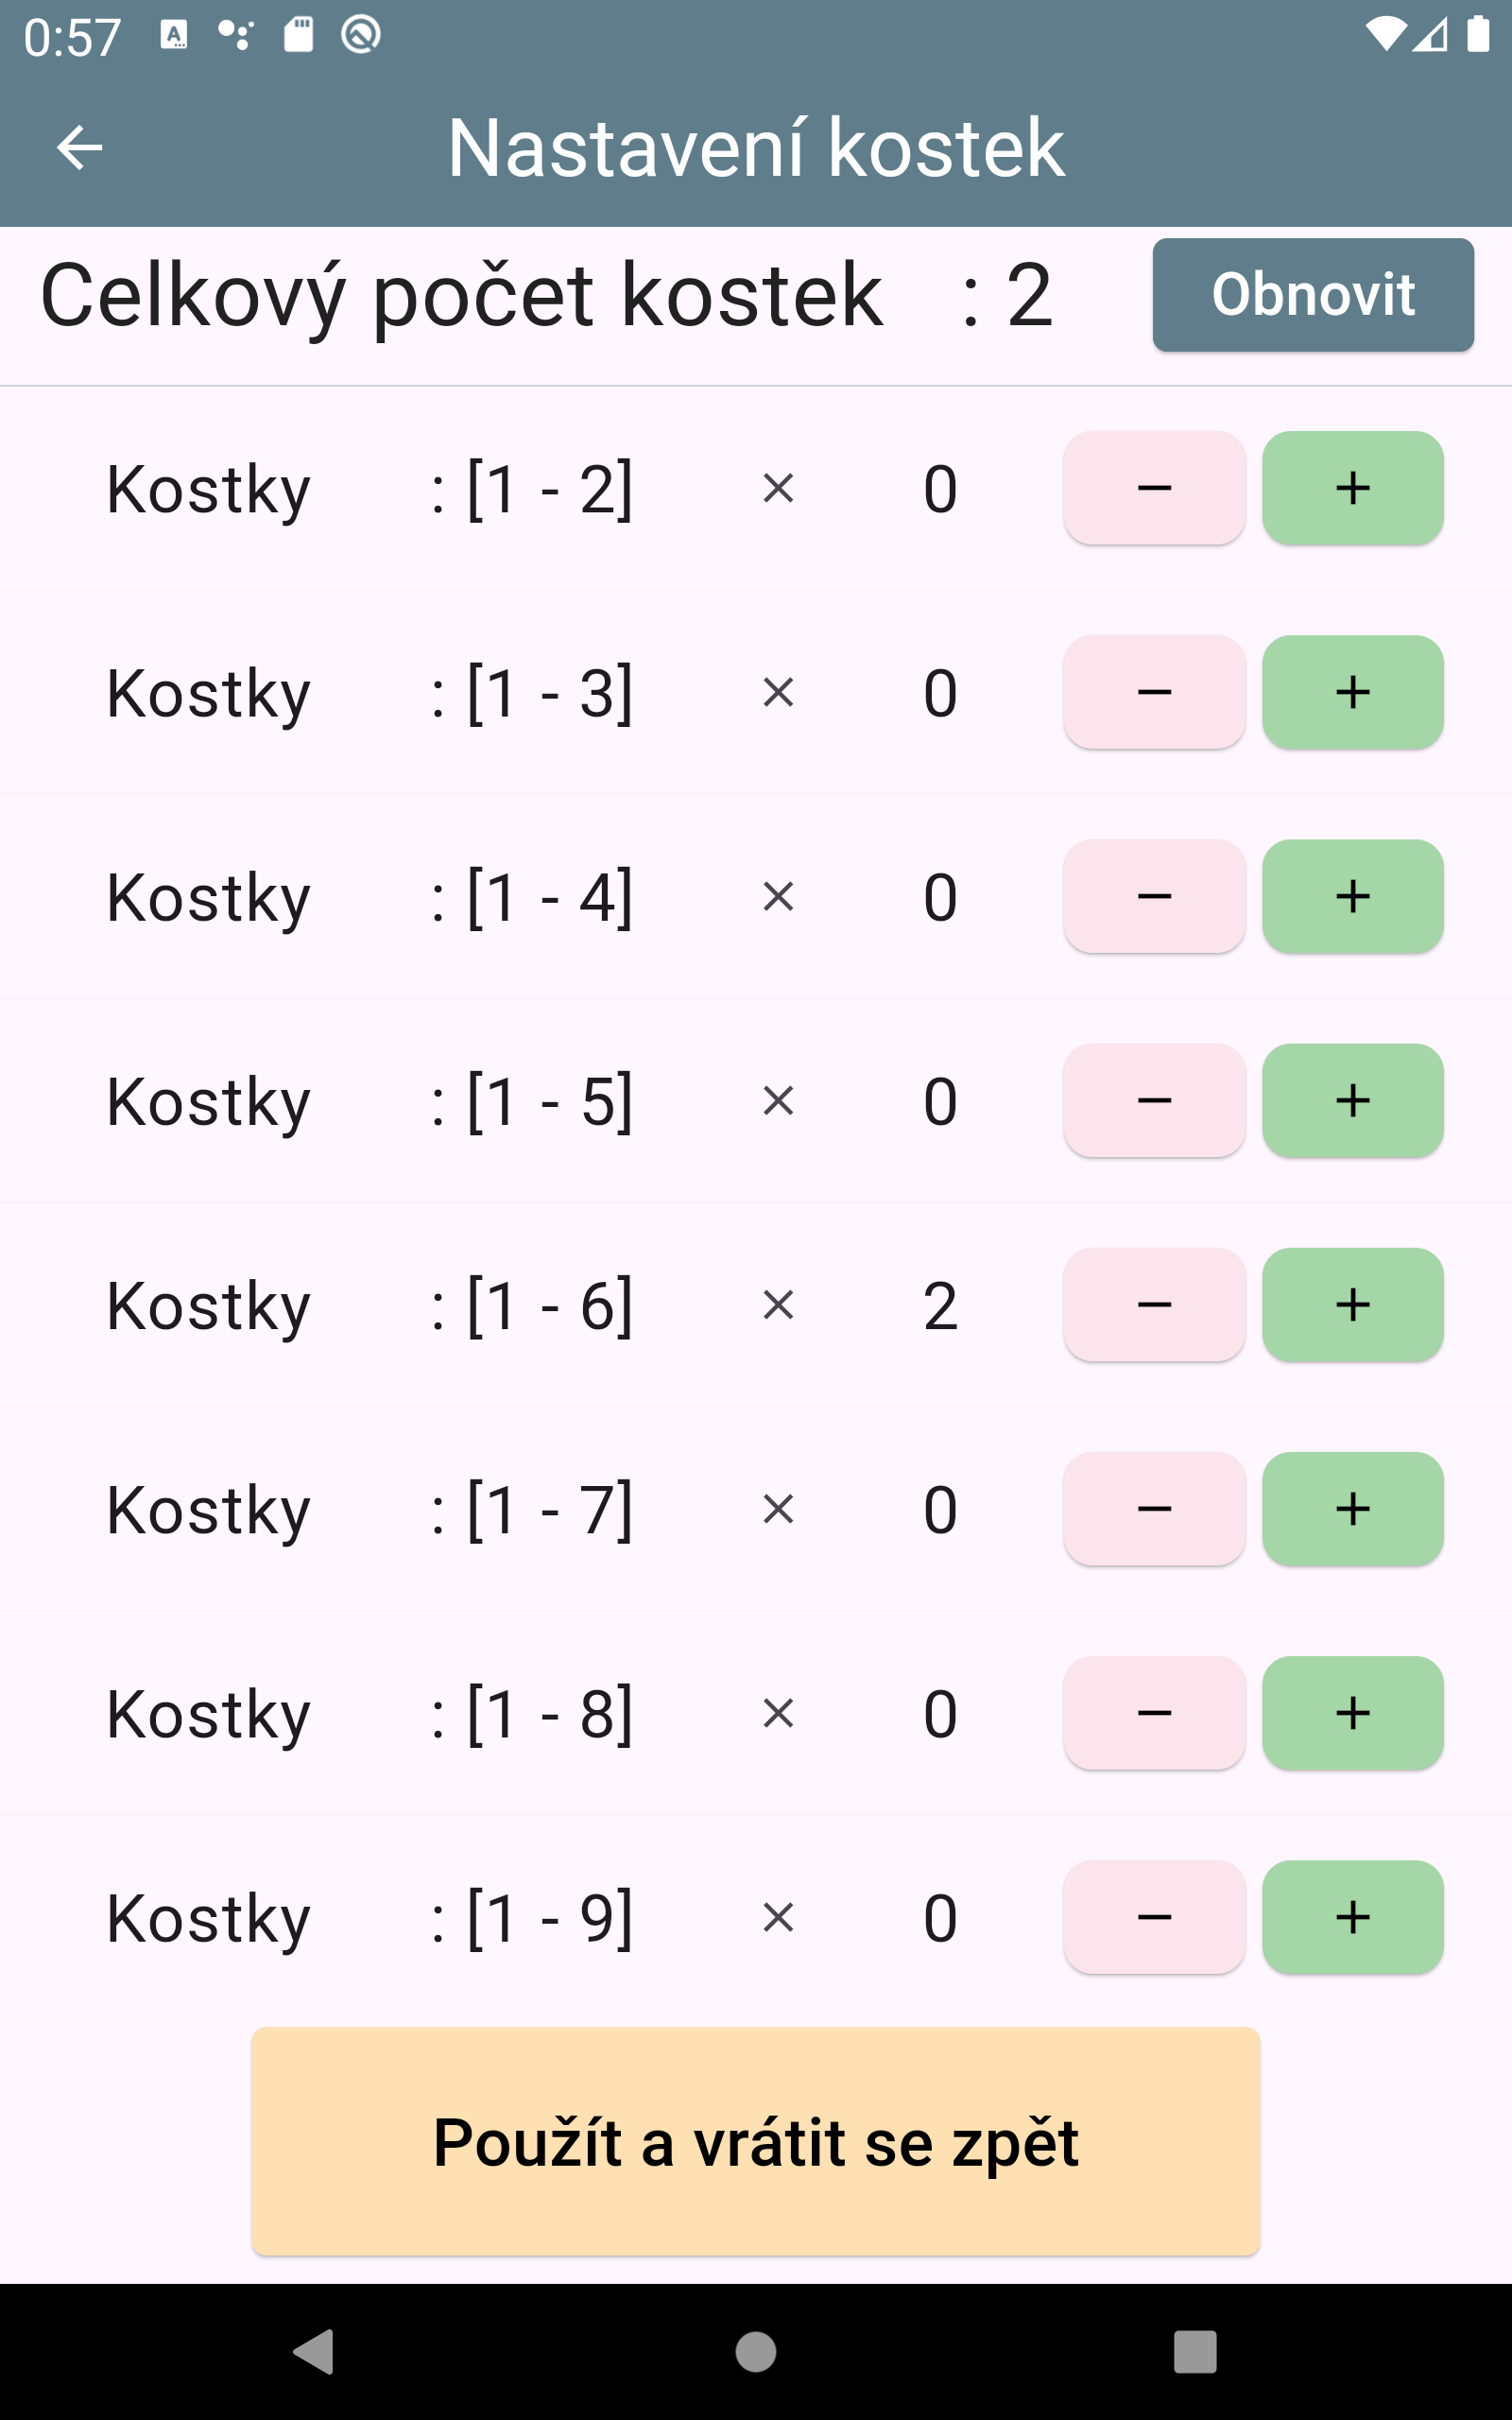 0:57
Nastavení kostek
Celkový počet kostek : 2 Obnovit
Kostky : [1 - 2] × 0 − +
Kostky : [1 - 3] × 0 − +
Kostky : [1 - 4] × 0 − +
Kostky : [1 - 5] × 0 − +
Kostky : [1 - 6] × 2 − +
Kostky : [1 - 7] × 0 − +
Kostky : [1 - 8] × 0 − +
Kostky : [1 - 9] × 0 − +
Použít a vrátit se zpět